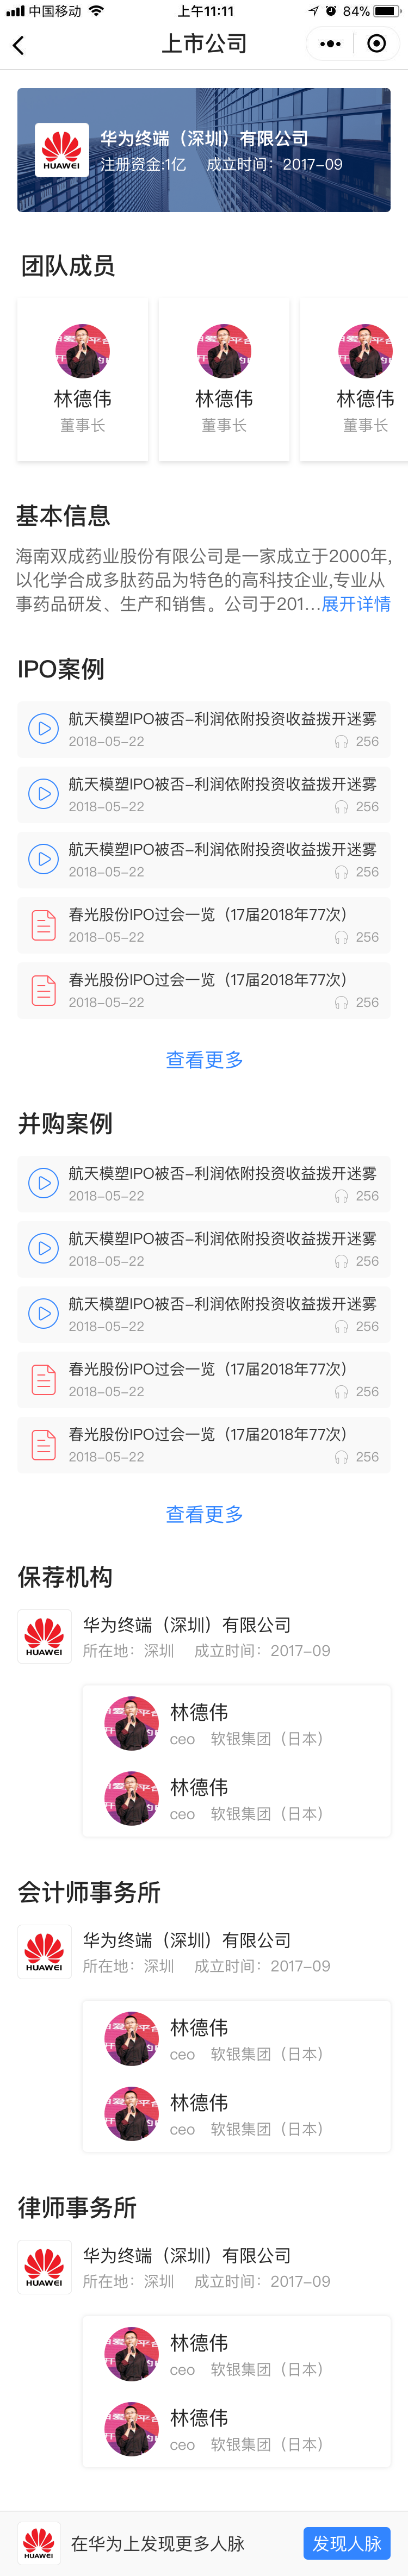 中国移动
上午11:11
84%
上市公司
HUAWEI
华为终端（深圳）有限公司
注册资金:1亿 成立时间：2017-09
团队成员
林德伟
董事长
林德伟
董事长
林德伟
董事长
基本信息
海南双成药业股份有限公司是一家成立于2000年,
以化学合成多肽药品为特色的高科技企业,专业从
事药品研发、生产和销售。公司于201...展开详情
IPO案例
航天模塑IPO被否-利润依附投资收益拨开迷雾
2018-05-22 256
航天模塑IPO被否-利润依附投资收益拨开迷雾
2018-05-22 256
航天模塑IPO被否-利润依附投资收益拨开迷雾
2018-05-22 256
春光股份IPO过会一览（17届2018年77次）
2018-05-22 256
春光股份IPO过会一览（17届2018年77次）
2018-05-22 256
查看更多
并购案例
航天模塑IPO被否-利润依附投资收益拨开迷雾
2018-05-22 256
航天模塑IPO被否-利润依附投资收益拨开迷雾
2018-05-22 256
航天模塑IPO被否-利润依附投资收益拨开迷雾
2018-05-22 256
春光股份IPO过会一览（17届2018年77次）
2018-05-22 256
春光股份IPO过会一览（17届2018年77次）
2018-05-22 256
查看更多
保荐机构
HUAWEI
华为终端（深圳）有限公司
所在地：深圳 成立时间：2017-09
林德伟
ceo 软银集团（日本）
林德伟
ceo 软银集团（日本）
会计师事务所
HUAWEI
华为终端（深圳）有限公司
所在地：深圳 成立时间：2017-09
林德伟
ceo 软银集团（日本）
林德伟
ceo 软银集团（日本）
律师事务所
HUAWEI
华为终端（深圳）有限公司
所在地：深圳 成立时间：2017-09
林德伟
ceo 软银集团（日本）
林德伟
ceo 软银集团（日本）
HUAWEI
在华为上发现更多人脉
发现人脉